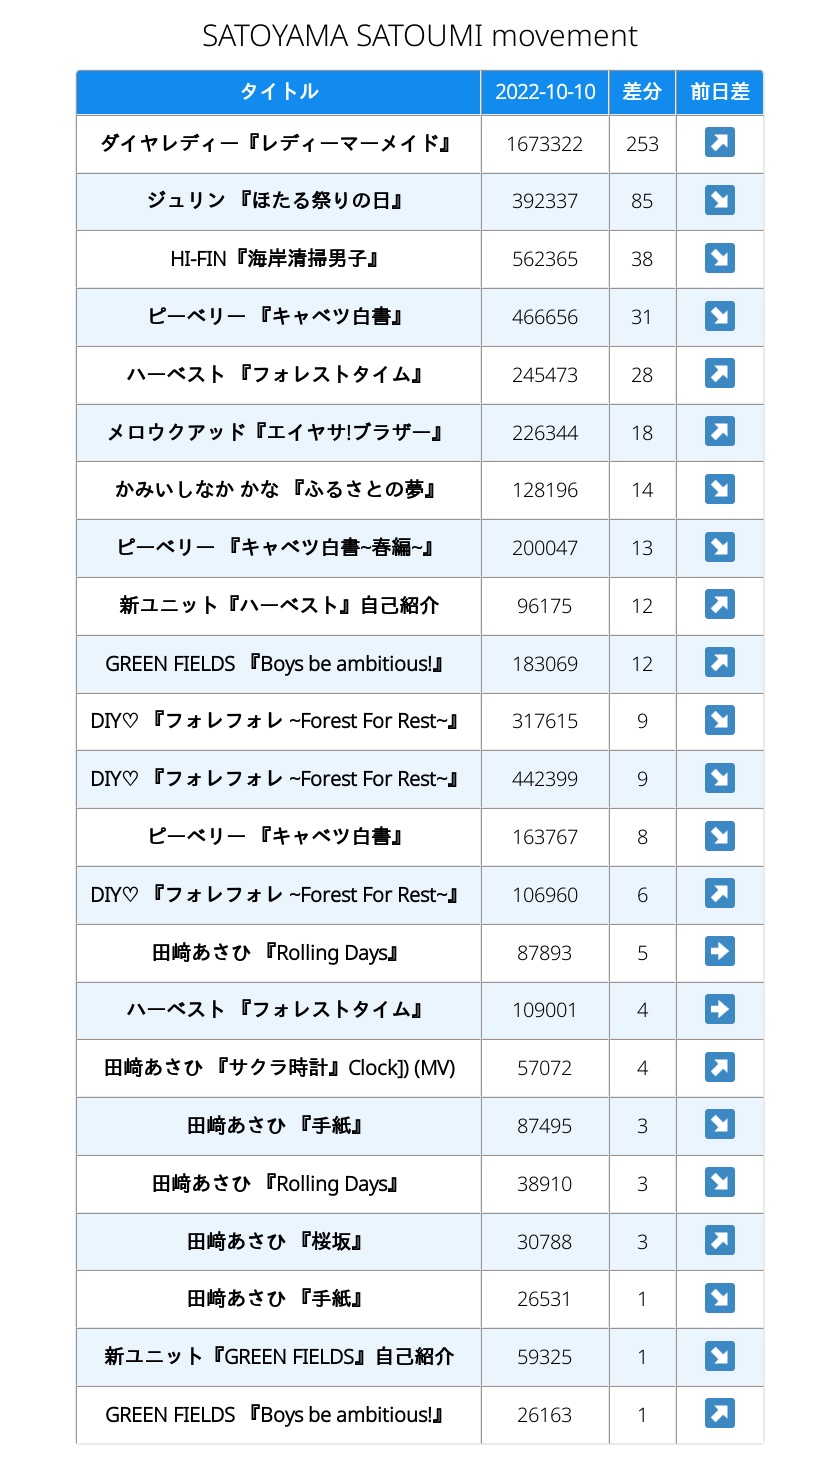 SATOYAMA SATOUMI movement
タイトル 2022-10-10 差分 前日差
ダイヤレディー『レディーマーメイド』 1673322 253 ↗
ジュリン 『ほたる祭りの日』 392337 85 ↘
HI-FIN『海岸清掃男子』 562365 38 ↘
ピーベリー 『キャベツ白書』 466656 31 ↘
ハーベスト 『フォレストタイム』 245473 28 ↗
メロウクアッド『エイヤサ!ブラザー』 226344 18 ↗
かみいしなか かな 『ふるさとの夢』 128196 14 ↘
ピーベリー 『キャベツ白書~春編~』 200047 13 ↘
新ユニット『ハーベスト』自己紹介 96175 12 ↗
GREEN FIELDS 『Boys be ambitious!』 183069 12 ↗
DIY♡ 『フォレフォレ ~Forest For Rest~』 317615 9 ↘
DIY♡ 『フォレフォレ ~Forest For Rest~』 442399 9 ↘
ピーベリー 『キャベツ白書』 163767 8 ↘
DIY♡ 『フォレフォレ ~Forest For Rest~』 106960 6 ↗
田﨑あさひ 『Rolling Days』 87893 5 →
ハーベスト 『フォレストタイム』 109001 4 →
田﨑あさひ 『サクラ時計』Clock]) (MV) 57072 4 ↗
田﨑あさひ 『手紙』 87495 3 ↘
田﨑あさひ 『Rolling Days』 38910 3 ↘
田﨑あさひ 『桜坂』 30788 3 ↗
田﨑あさひ 『手紙』 26531 1 ↘
新ユニット『GREEN FIELDS』自己紹介 59325 1 ↘
GREEN FIELDS 『Boys be ambitious!』 26163 1 ↗